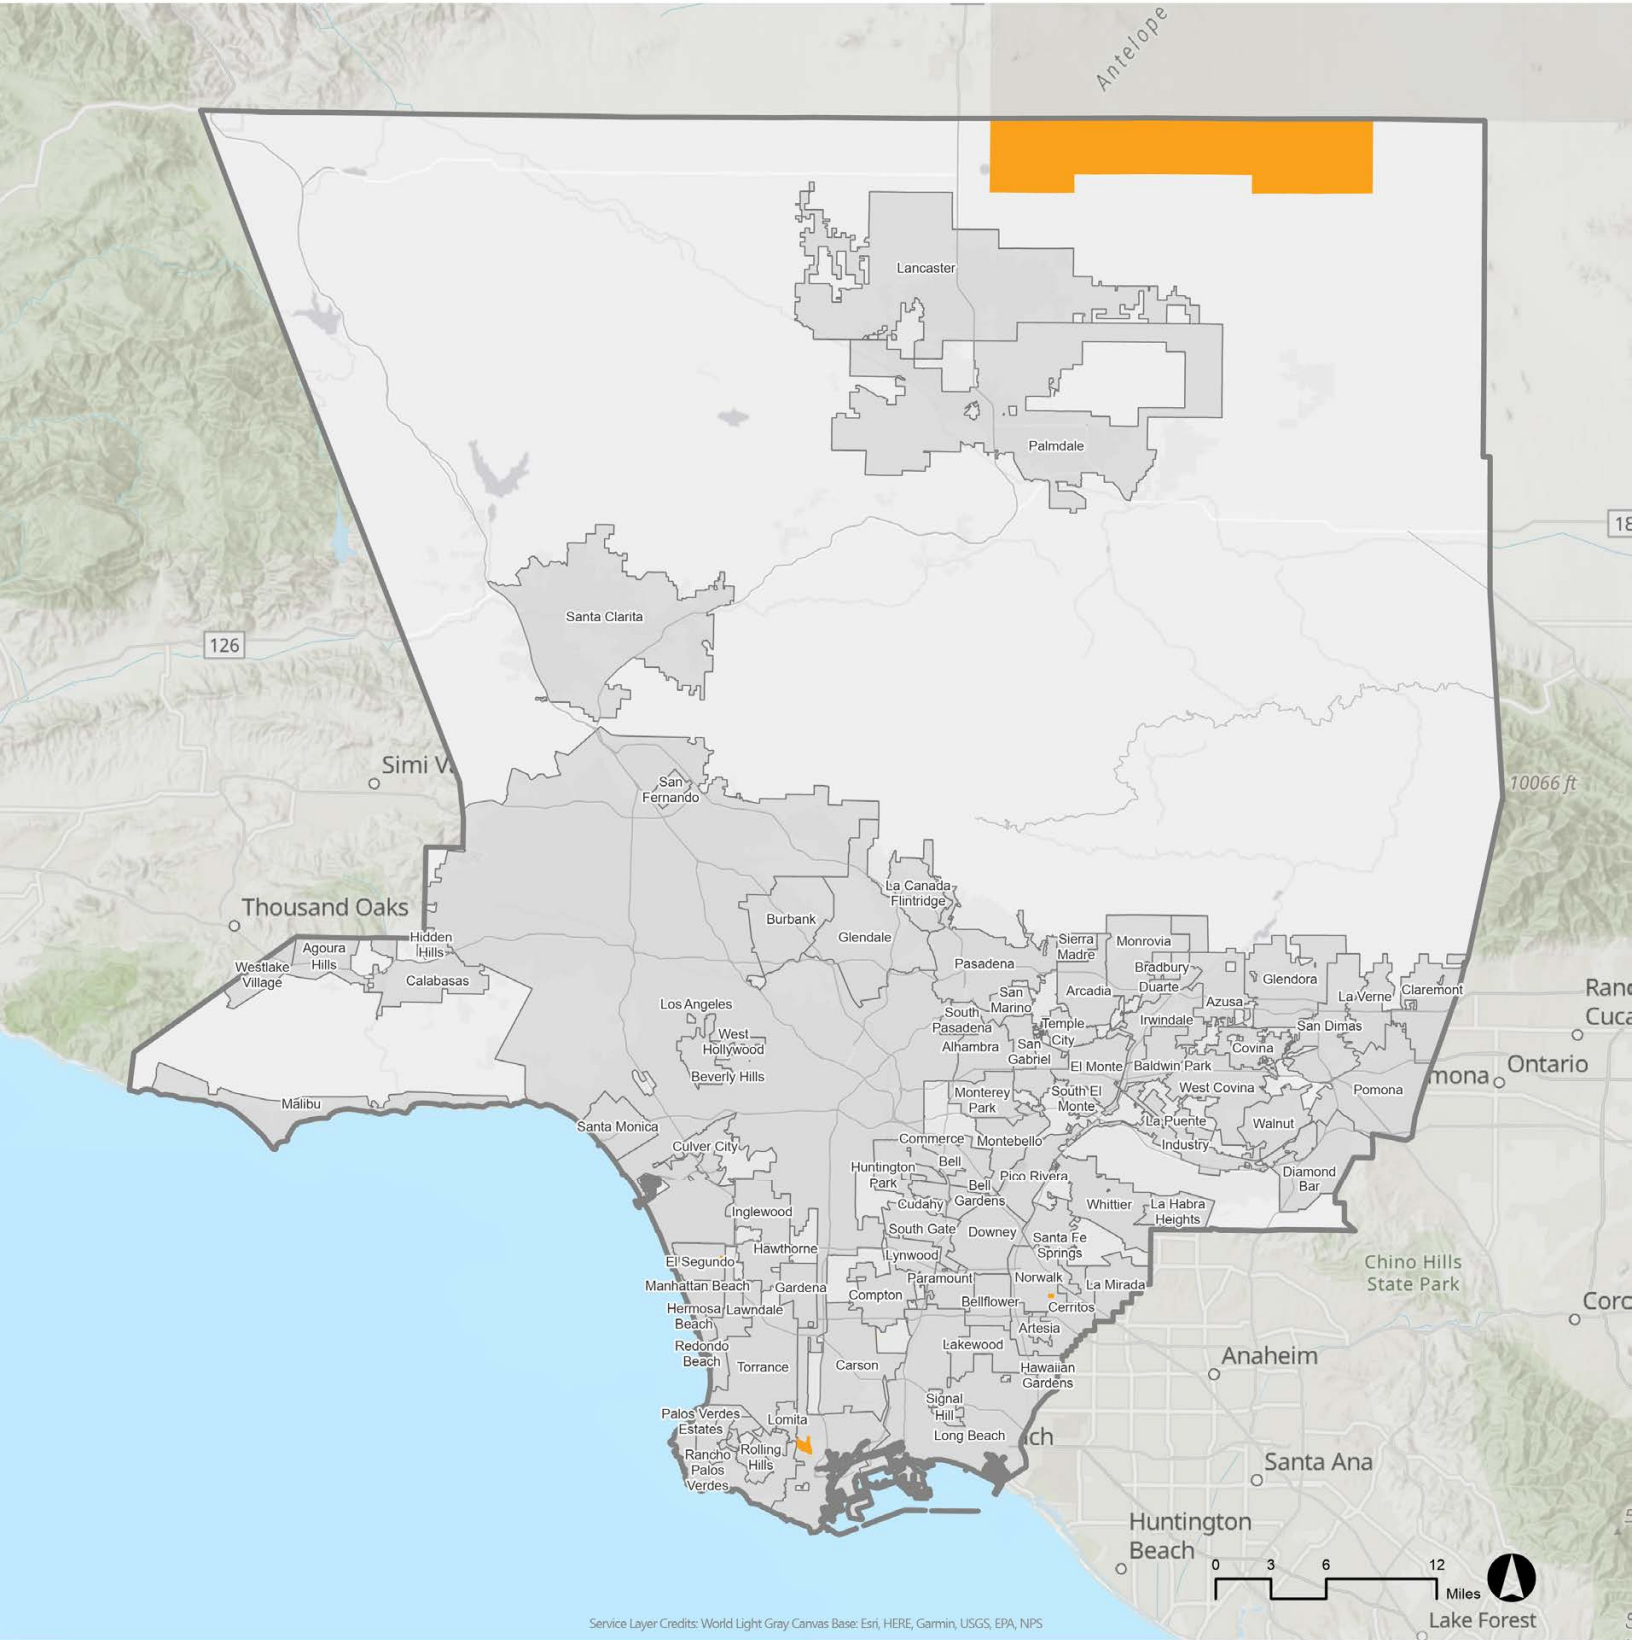 Antelope
Lancaster
Palmdale
18
Santa Clarita
126
Simi Va
San
Fernando
10066 ft
Thousand Oaks
La Canada
Flintridge
Burbank
Glendale
Hidden
Hills
Agoura
Hills
Westlake
Village
Calabasas
Sierra
Madre
Monrovia
Pasadena
Bradbury
Duarte
Glendora
La Verne
Claremont
Ranc
Cuca
San
Marino
Arcadia
Azusa
Los Angeles
South
Pasadena
Temple
City
Irwindale
San Dimas
West
Hollywood
Alhambra
San
Gabriel
Covina
El Monte
Baldwin Park
Ontario
mona
Beverly Hills
Monterey
Park
South El
Monte
West Covina
Pomona
Malibu
La Puente
Walnut
Santa Monica
Culver City
Commerce
Montebello
Industry
Huntington
Park
Bell
Pico Rivera
Diamond
Bar
Bell
Gardens
Cudahy
Whittier
La Habra
Heights
Inglewood
South Gate
Downey
Santa Fe
Springs
Hawthorne
Lynwood
El Segundo
Chino Hills
State Park
Manhattan Beach
Gardena
Compton
Paramount
Norwalk
La Mirada
Hermosa
Beach
Lawndale
Bellflower
Cerritos
Coro
Artesia
Redondo
Beach
Lakewood
Torrance
Carson
Hawaiian
Gardens
Anaheim
Signal
Hill
Palos Verdes
Estates
Lomita
Long Beach
ach
Rolling
Hills
Rancho
Palos
Verdes
Santa Ana
Huntington
Beach
0 3 6 12
Miles
Lake Forest
Service Layer Credits: World Light Gray Canvas Base: Esri, HERE, Garmin, USGS, EPA, NPS